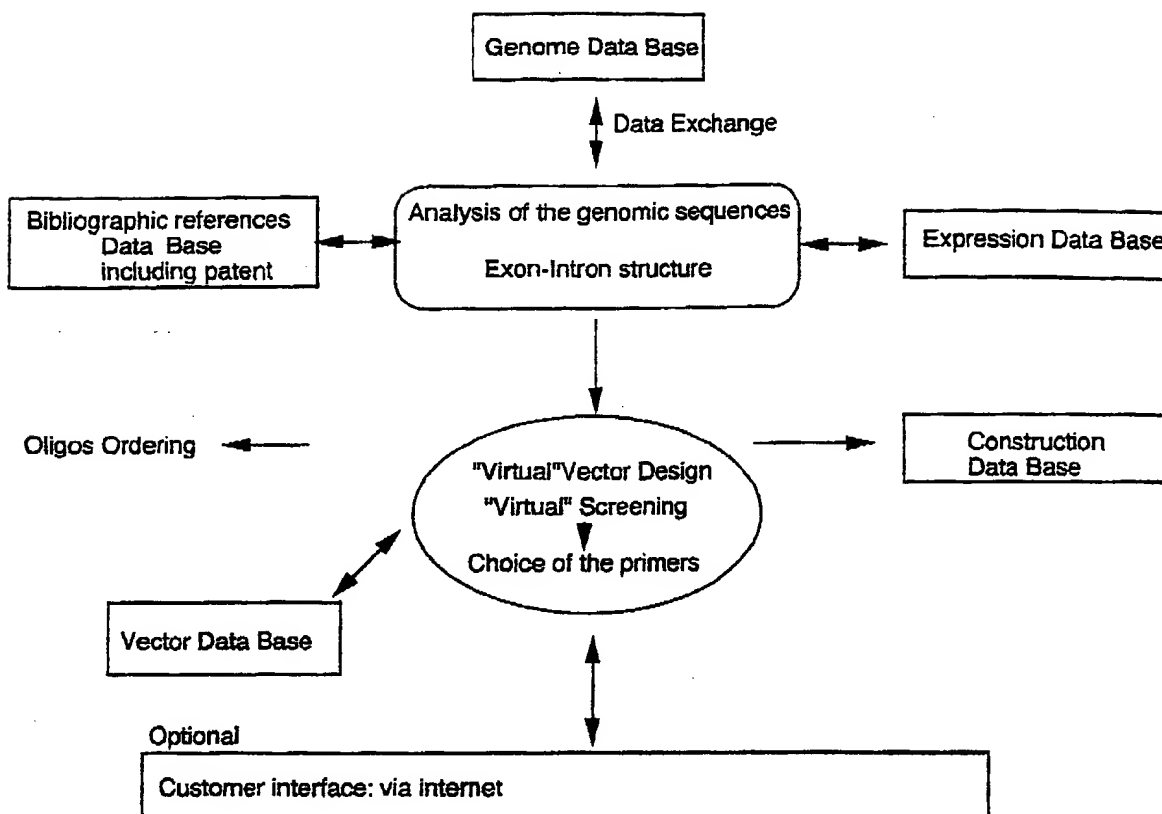 Genome Data Base
Data Exchange
Bibliographic references
Data Base
including patent
Analysis of the genomic sequences
Exon-Intron structure
Expression Data Base
Oligos Ordering
"Virtual"Vector Design
"Virtual" Screening
Choice of the primers
Construction
Data Base
Vector Data Base
Optional
Customer interface: via internet